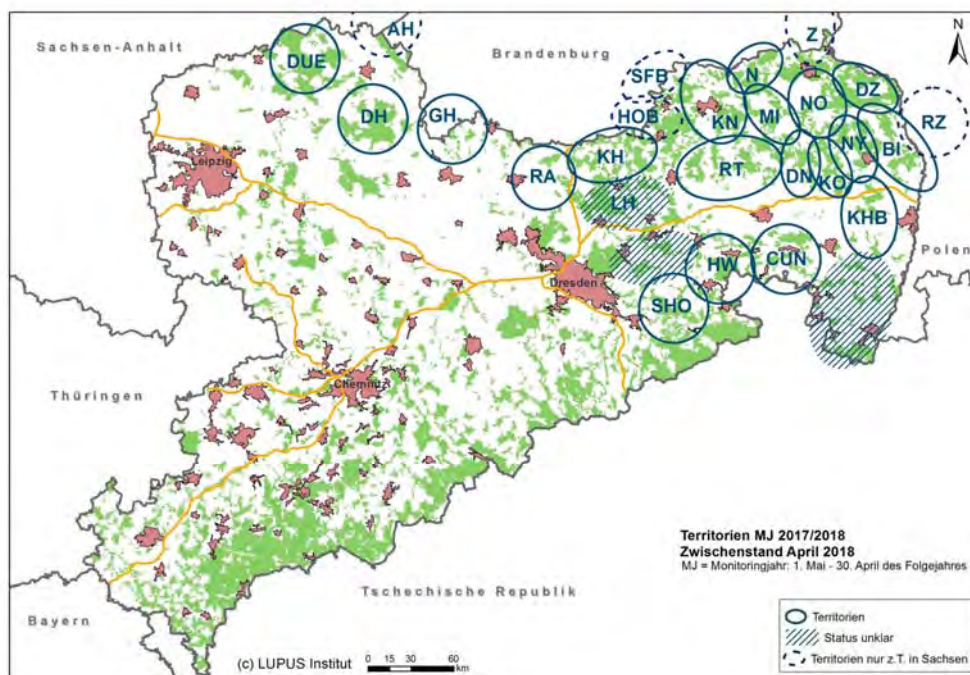 Sachsen-Anhalt
AH
Brandenburg
Z
N
DUE
SFB
N
NO
DZ
DH
GH
HOB
KN
MI
RZ
Leipzig
RA
KH
RT
DN
KO
NY
BI
LH
KHB
Polen
Dresden
HW
CUN
SHO
Chemnitz
Thüringen
Territorien MJ 2017/2018
Zwischenstand April 2018
MJ = Monitoringjahr: 1. Mai - 30. April des Folgejahres
Tschechische Republik
Bayern
Territorien
Status unklar
Territorien nur z.T. in Sachsen
(c) LUPUS Institut
0 15 30 60
km